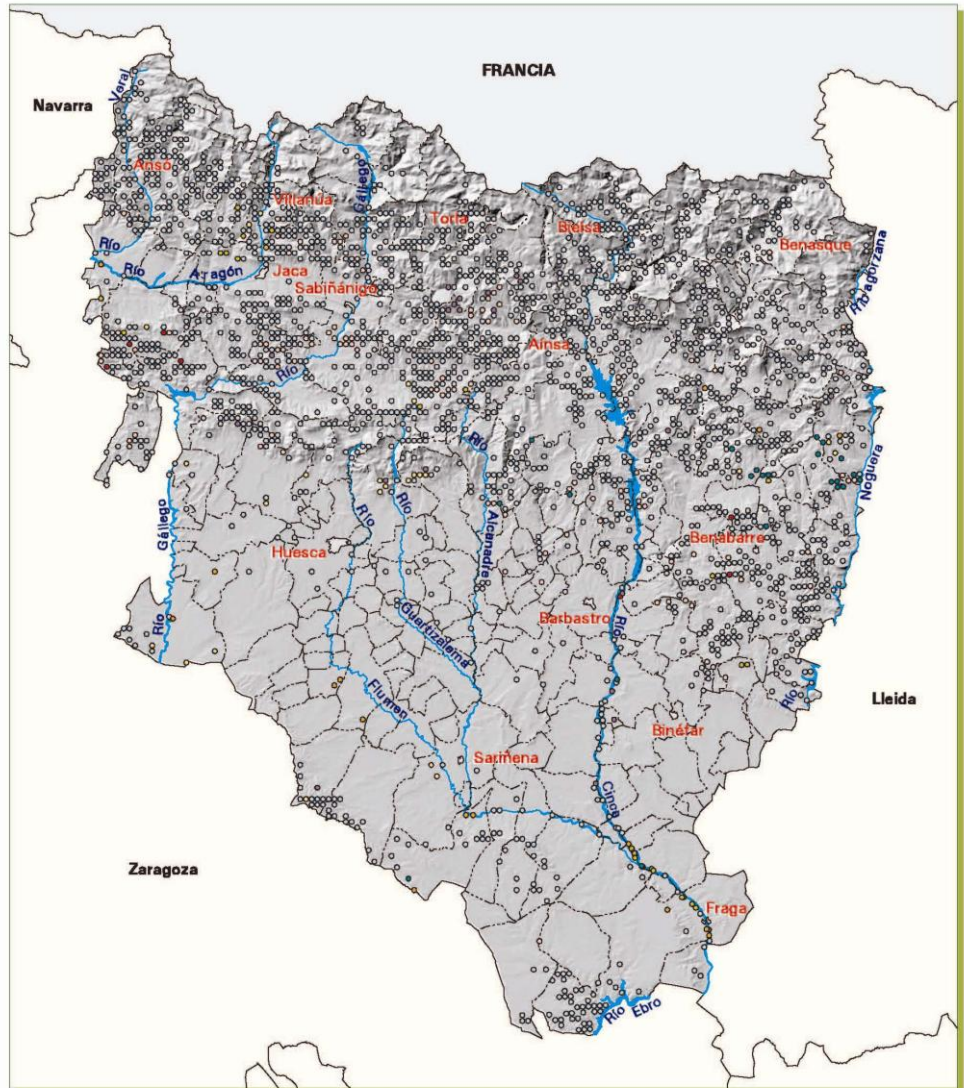 FRANCIA
Navarra
Veral
Ansó
Gállego
Villanúa
Torla
Bielsa
Benasque
Río
Río
Aragón
Jaca
Sabiñánigo
Ribagorzana
Aínsa
Río
Río
Noguera
Gállego
Río
Río
Alcanadre
Huesca
Benabarre
Guatizalema
Barbastro
Río
Río
Flumen
Río
Lleida
Binéfar
Sariñena
Cinca
Zaragoza
Fraga
Río Ebro